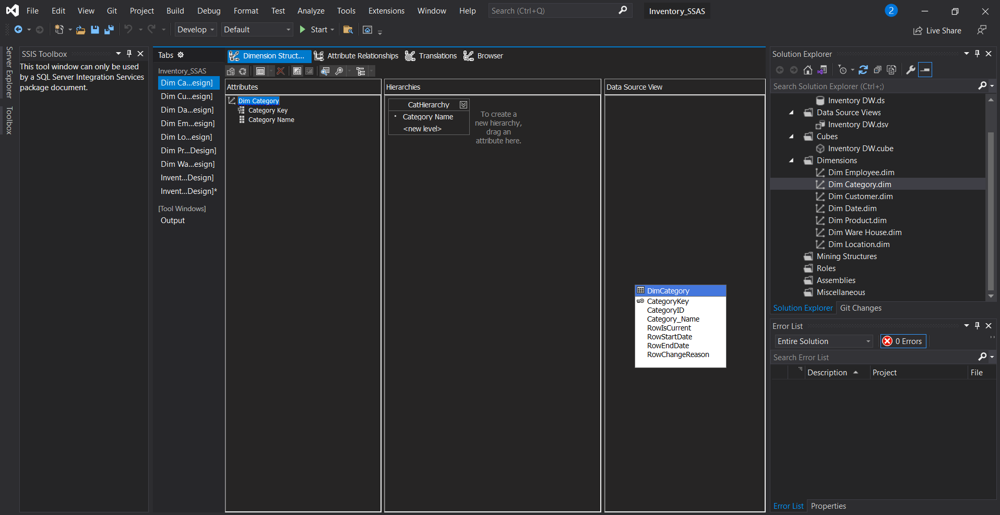 File Edit View Git Project Build Debug Format Test Analyze Tools Extensions Window Help Search (Ctrl+Q) Inventory_SSAS 2
Develop Default Start Live Share
Server Explorer
Toolbox
SSIS Toolbox
This tool window can only be used
by a SQL Server Integration Services
package document.
Tabs
Inventory_SSAS
Dim Ca...esign]
Dim Cu...esign]
Dim Da...esign]
Dim Em...esign]
Dim Lo...esign]
Dim Pr...Design]
Dim Wa...esign]
Invent...Design]
Invent...Design]*
[Tool Windows]
Output
Dimension Struct... Attribute Relationships Translations Browser
Attributes
Dim Category
Category Key
Category Name
Hierarchies
CatHierarchy
Category Name
<new level>
To create a
new hierarchy,
drag an
attribute here.
Data Source View
DimCategory
CategoryKey
CategoryID
Category_Name
RowIsCurrent
RowStartDate
RowEndDate
RowChangeReason
Solution Explorer
Search Solution Explorer (Ctrl+;)
Inventory DW.ds
Data Source Views
Inventory DW.dsv
Cubes
Inventory DW.cube
Dimensions
Dim Employee.dim
Dim Category.dim
Dim Customer.dim
Dim Date.dim
Dim Product.dim
Dim Ware House.dim
Dim Location.dim
Mining Structures
Roles
Assemblies
Miscellaneous
Solution Explorer Git Changes
Error List
Entire Solution 0 Errors
Search Error List
Description Project File
Error List Properties